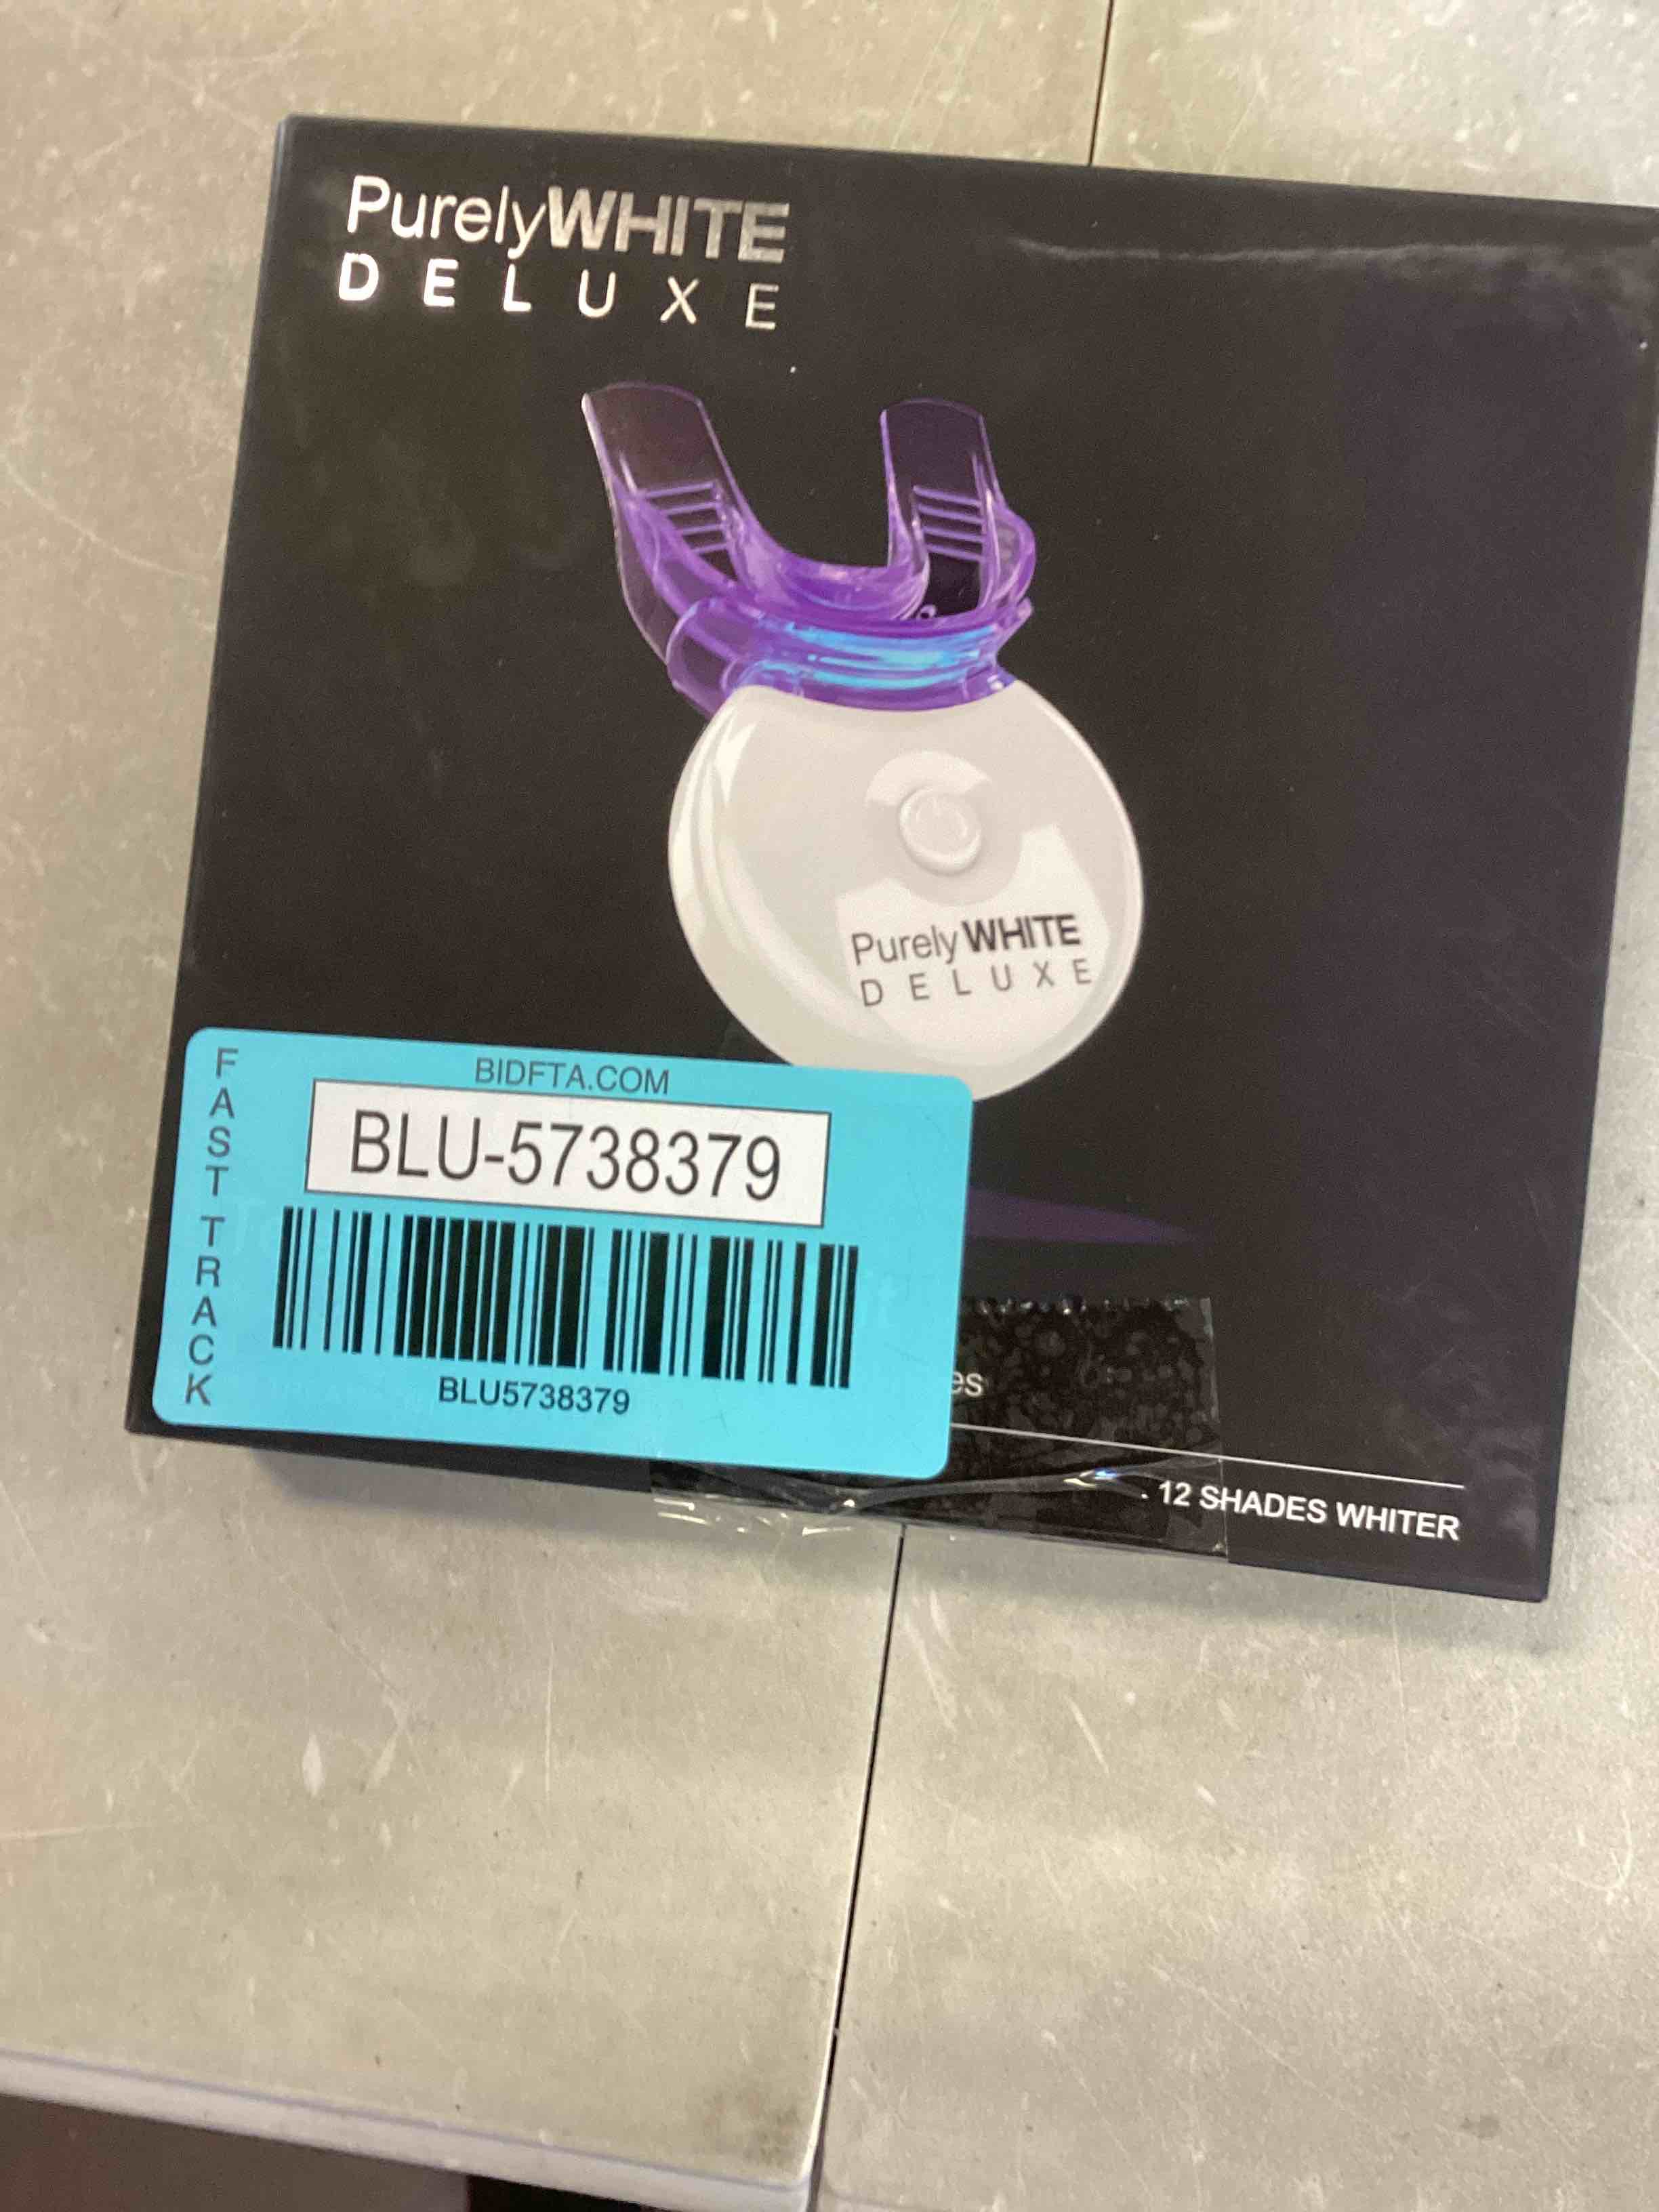 PurelyWHITE
DELUXE
Purely WHITE
DELUXE
FAST TRACK
BIDFTA.COM
BLU-5738379
BLU5738379
12 SHADES WHITER